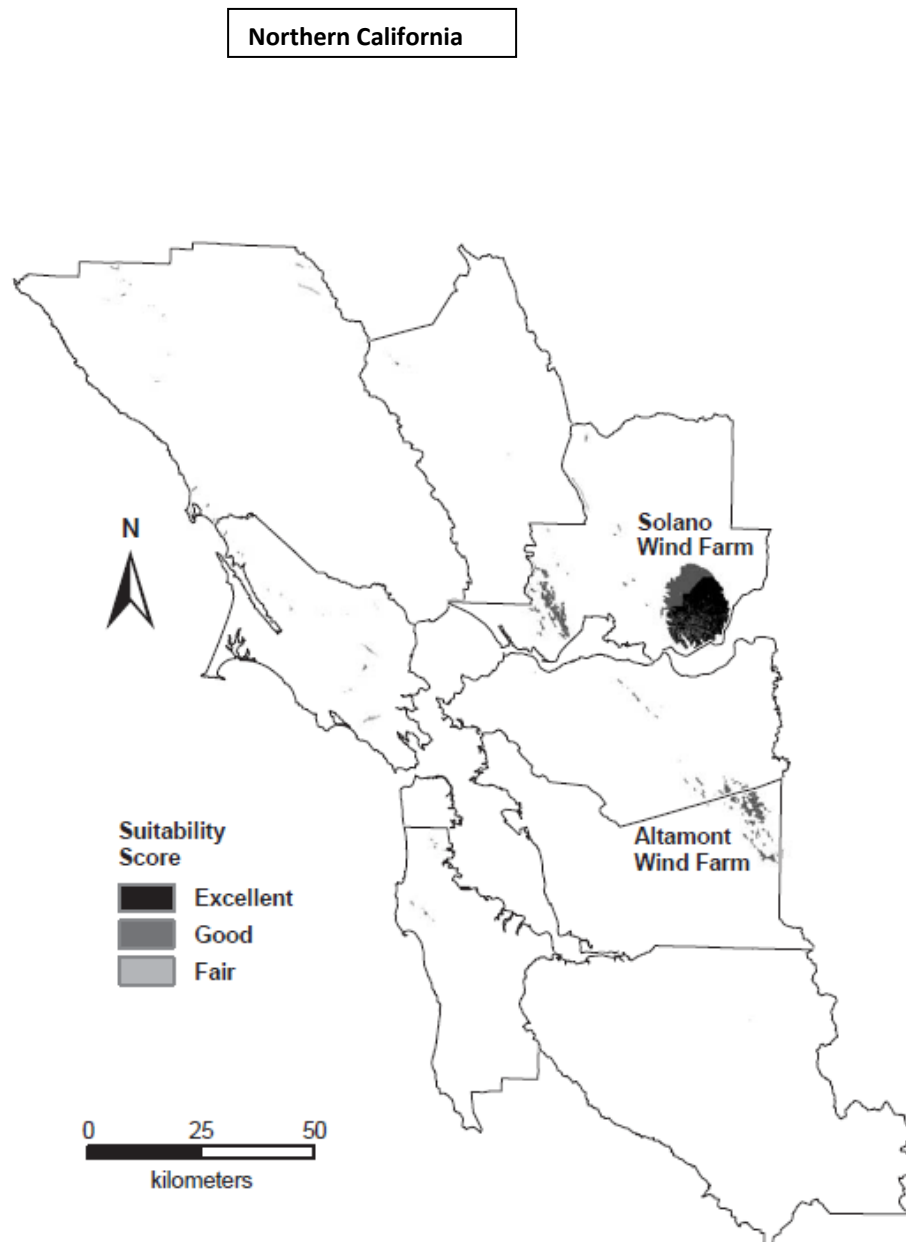 Northern California
N
Solano
Wind Farm
Altamont
Wind Farm
Suitability
Score
Excellent
Good
Fair
0 25 50
kilometers